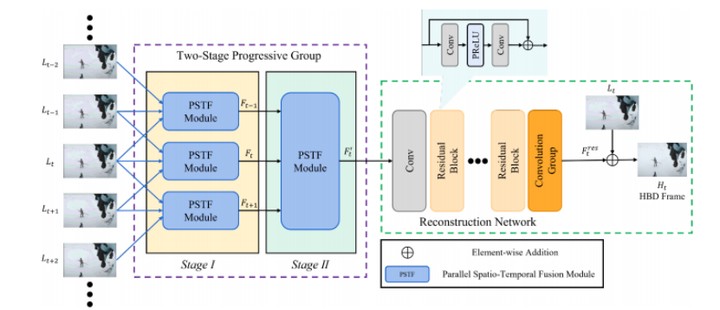 Two-Stage Progressive Group
L_{t-2}
L_{t-1}
L_t
L_{t+1}
L_{t+2}
PSTF
Module
PSTF
Module
PSTF
Module
F_{t-1}
F_t
F_{t+1}
Stage I
PSTF
Module
Stage II
F_t^i
Conv
PReLU
Conv
Conv
Residual
Block
Residual
Block
Convolution
Group
F_t^{res}
L_t
H_t
HBD Frame
Reconstruction Network
Element-wise Addition
PSTF
Parallel Spatio-Temporal Fusion Module